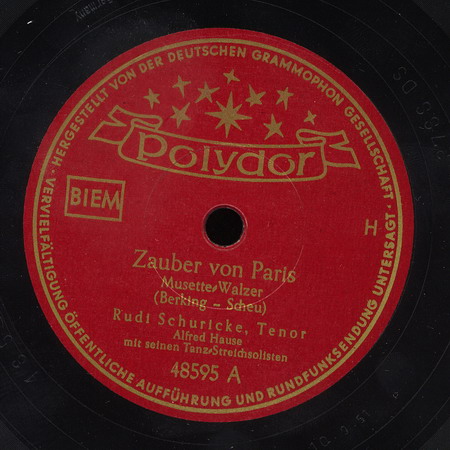 HERGESTELLT VON DER DEUTSCHEN GRAMMOPHON GESELLSCHAFT
Polydor
BIEM
H
Zauber von Paris
Musette-Walzer
(Berking - Scheu)
Rudi Schuricke, Tenor
Alfred Hause
mit seinen Tanz-Streichsolisten
48595 A
· VERVIELFÄLTIGUNG ÖFFENTLICHE AUFFÜHRUNG UND RUNDFUNKSENDUNG UNTERSAGT ·